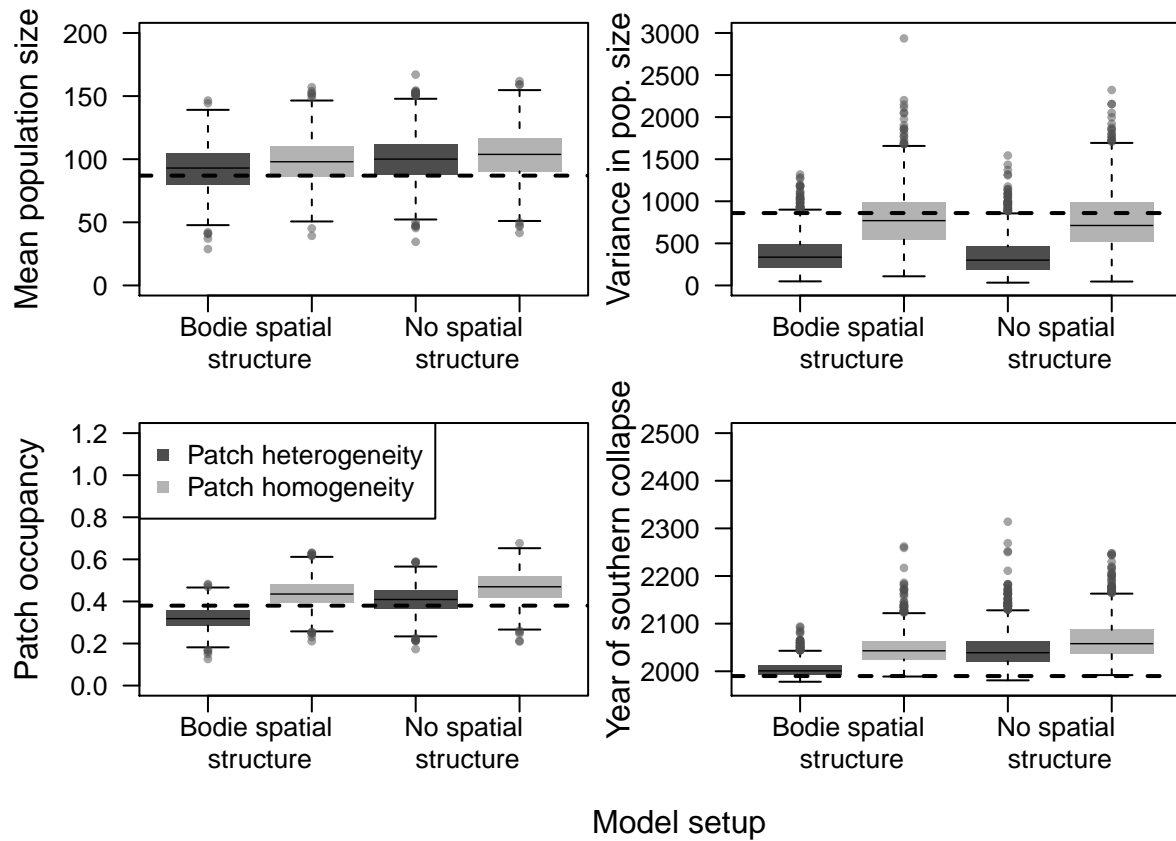 Mean population size
200
150
100
50
0
Bodie spatial
structure
No spatial
structure
Variance in pop. size
3000
2500
2000
1500
1000
500
0
Bodie spatial
structure
No spatial
structure
Patch occupancy
1.2
1.0
0.8
0.6
0.4
0.2
0.0
Patch heterogeneity
Patch homogeneity
Bodie spatial
structure
No spatial
structure
Year of southern collapse
2500
2400
2300
2200
2100
2000
Bodie spatial
structure
No spatial
structure
Model setup